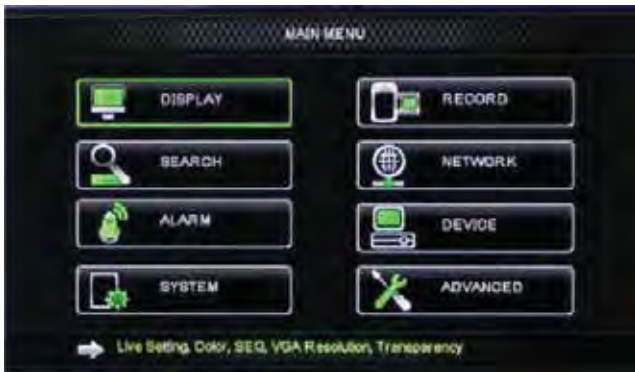 MAIN MENU
DISPLAY
RECORD
SEARCH
NETWORK
ALARM
DEVICE
SYSTEM
ADVANCED
Live Setting, Color, SEQ, VGA Resolution, Transparency